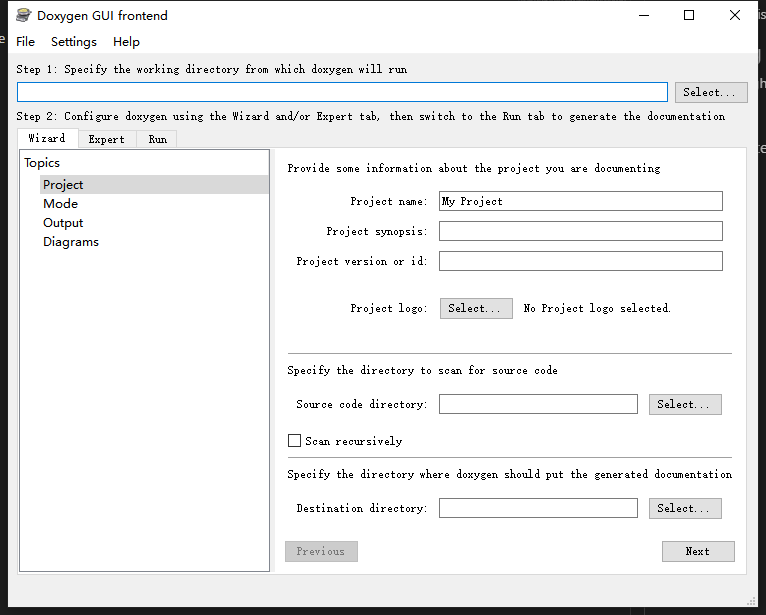 Doxygen GUI frontend
File Settings Help
Step 1: Specify the working directory from which doxygen will run
Select...
Step 2: Configure doxygen using the Wizard and/or Expert tab, then switch to the Run tab to generate the documentation
Wizard Expert Run
Topics
Project
Mode
Output
Diagrams
Provide some information about the project you are documenting
Project name: My Project
Project synopsis:
Project version or id:
Project logo: Select... No Project logo selected.
Specify the directory to scan for source code
Source code directory: Select...
Scan recursively
Specify the directory where doxygen should put the generated documentation
Destination directory: Select...
Previous Next